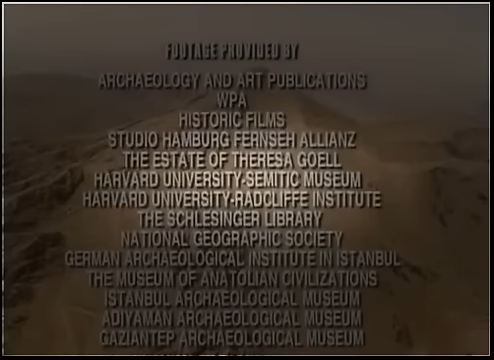 FOOTAGE PROVIDED BY
ARCHAEOLOGY AND ART PUBLICATIONS
WPA
HISTORIC FILMS
STUDIO HAMBURG FERNSEH ALLIANZ
THE ESTATE OF THERESA GOELL
HARVARD UNIVERSITY-SEMITIC MUSEUM
HARVARD UNIVERSITY-RADCLIFFE INSTITUTE
THE SCHLESINGER LIBRARY
NATIONAL GEOGRAPHIC SOCIETY
GERMAN ARCHAEOLOGICAL INSTITUTE IN ISTANBUL
THE MUSEUM OF ANATOLIAN CIVILIZATIONS
ISTANBUL ARCHAEOLOGICAL MUSEUM
ADIYAMAN ARCHAEOLOGICAL MUSEUM
GAZIANTEP ARCHAEOLOGICAL MUSEUM